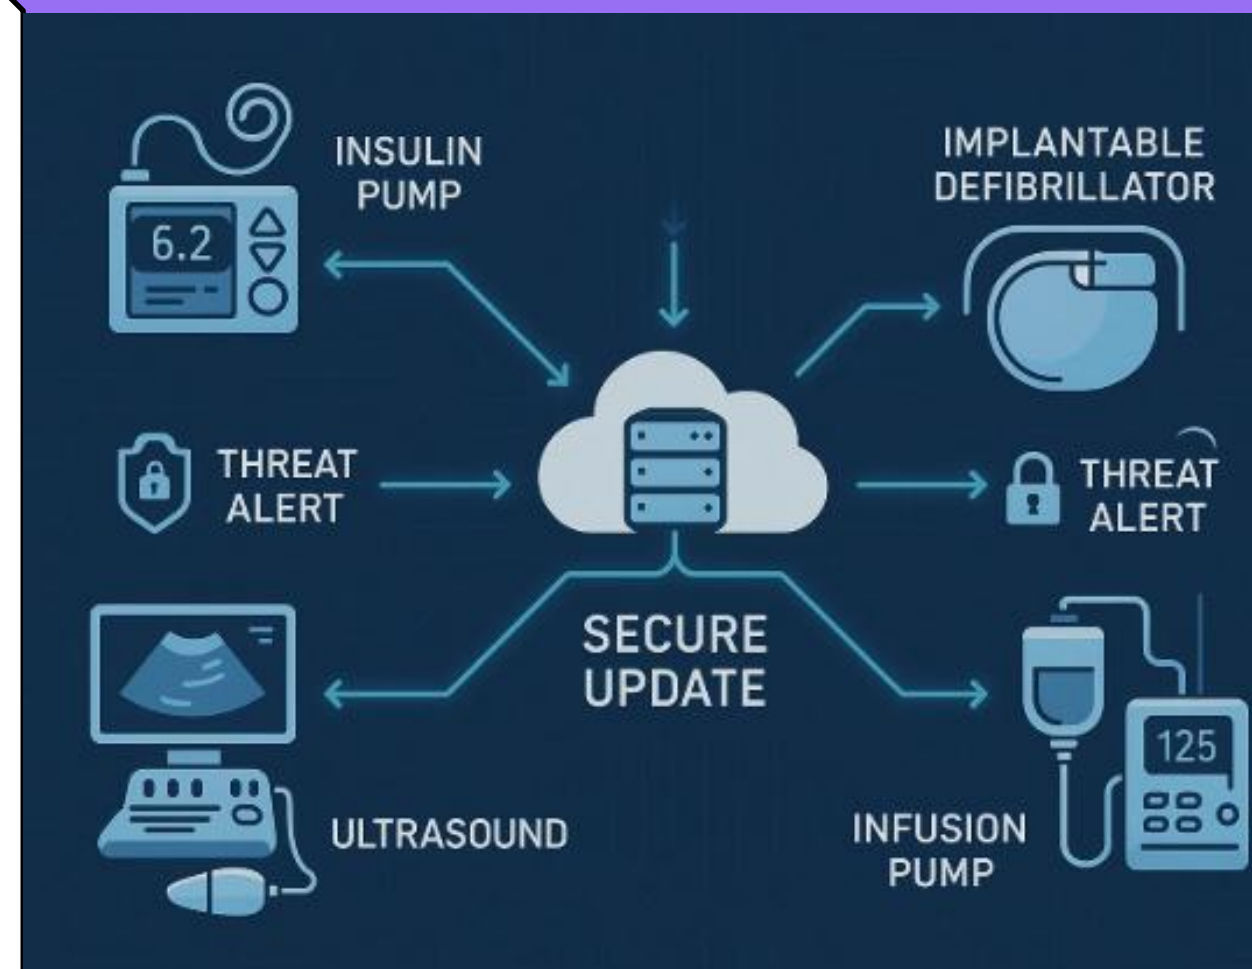 INSULIN
PUMP
6.2
IMPLANTABLE
DEFIBRILLATOR
THREAT
ALERT
THREAT
ALERT
SECURE
UPDATE
ULTRASOUND
INFUSION
PUMP
125